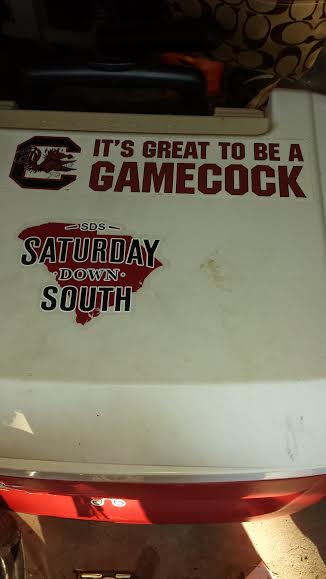 IT'S GREAT TO BE A
GAMECOCK
SDS
SATURDAY
DOWN
SOUTH